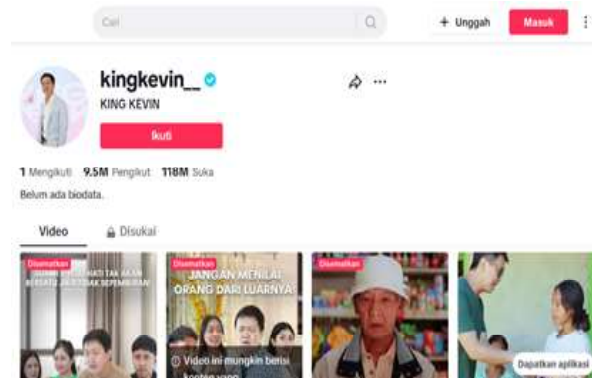 Cari
+ Unggah
Masuk
kingkevin__
KING KEVIN
Ikuti
1 Mengikuti 9.5M Pengikut 118M Suka
Belum ada biodata.
Video
Disukai
Disematkan
Disematkan
JANGAN MENILAI
ORANG DARI LUARNYA
Video ini mungkin berisi
konten yang
Disematkan
Dapatkan aplikasi